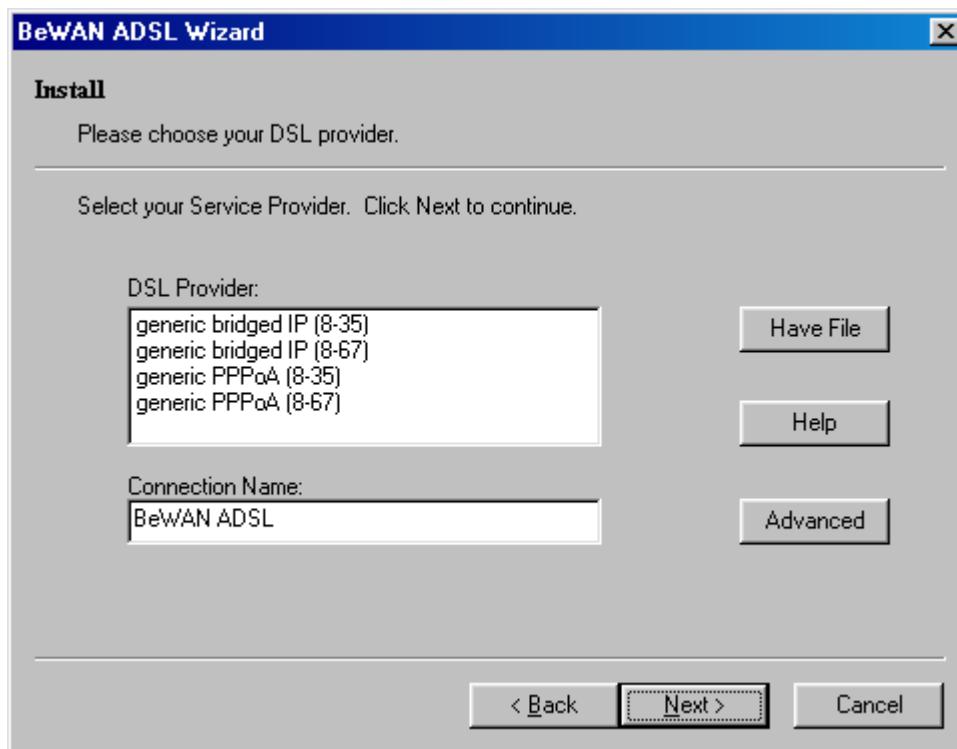 BeWAN ADSL Wizard
Install
Please choose your DSL provider.
Select your Service Provider.  Click Next to continue.
DSL Provider:
generic bridged IP (8-35)
generic bridged IP (8-67)
generic PPPoA (8-35)
generic PPPoA (8-67)
Have File
Help
Connection Name:
BeWAN ADSL
Advanced
< Back
Next >
Cancel